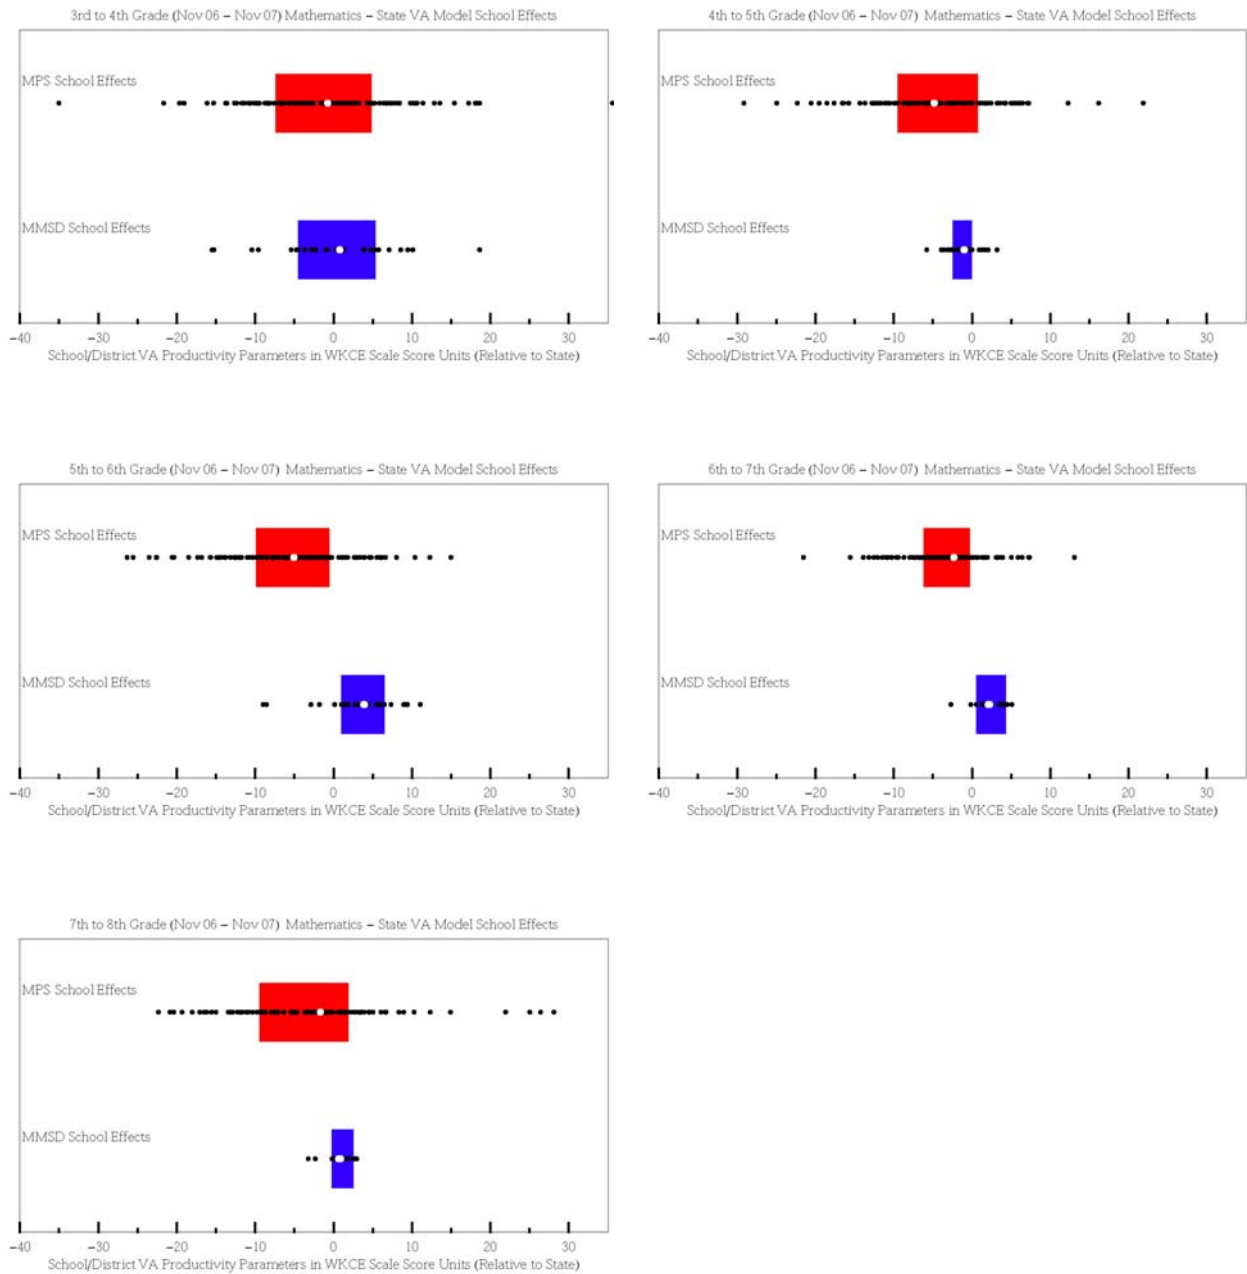 3rd to 4th Grade (Nov 06 – Nov 07) Mathematics – State VA Model School Effects
MPS School Effects
MMSD School Effects
−40 −30 −20 −10 0 10 20 30
School/District VA Productivity Parameters in WKCE Scale Score Units (Relative to State)
4th to 5th Grade (Nov 06 – Nov 07) Mathematics – State VA Model School Effects
MPS School Effects
MMSD School Effects
−40 −30 −20 −10 0 10 20 30
School/District VA Productivity Parameters in WKCE Scale Score Units (Relative to State)
5th to 6th Grade (Nov 06 – Nov 07) Mathematics – State VA Model School Effects
MPS School Effects
MMSD School Effects
−40 −30 −20 −10 0 10 20 30
School/District VA Productivity Parameters in WKCE Scale Score Units (Relative to State)
6th to 7th Grade (Nov 06 – Nov 07) Mathematics – State VA Model School Effects
MPS School Effects
MMSD School Effects
−40 −30 −20 −10 0 10 20 30
School/District VA Productivity Parameters in WKCE Scale Score Units (Relative to State)
7th to 8th Grade (Nov 06 – Nov 07) Mathematics – State VA Model School Effects
MPS School Effects
MMSD School Effects
−40 −30 −20 −10 0 10 20 30
School/District VA Productivity Parameters in WKCE Scale Score Units (Relative to State)